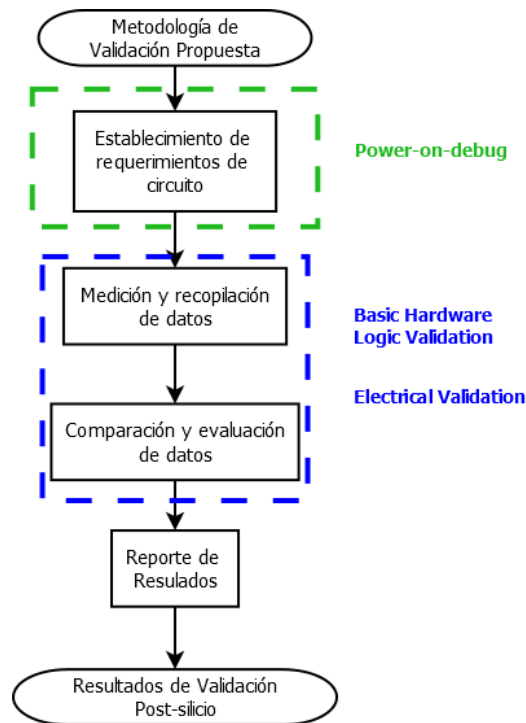 Metodología de
Validación Propuesta
Establecimiento de
requerimientos de
circuito
Power-on-debug
Medición y recopilación
de datos
Basic Hardware
Logic Validation
Electrical Validation
Comparación y evaluación
de datos
Reporte de
Resulados
Resultados de Validación
Post-silicio